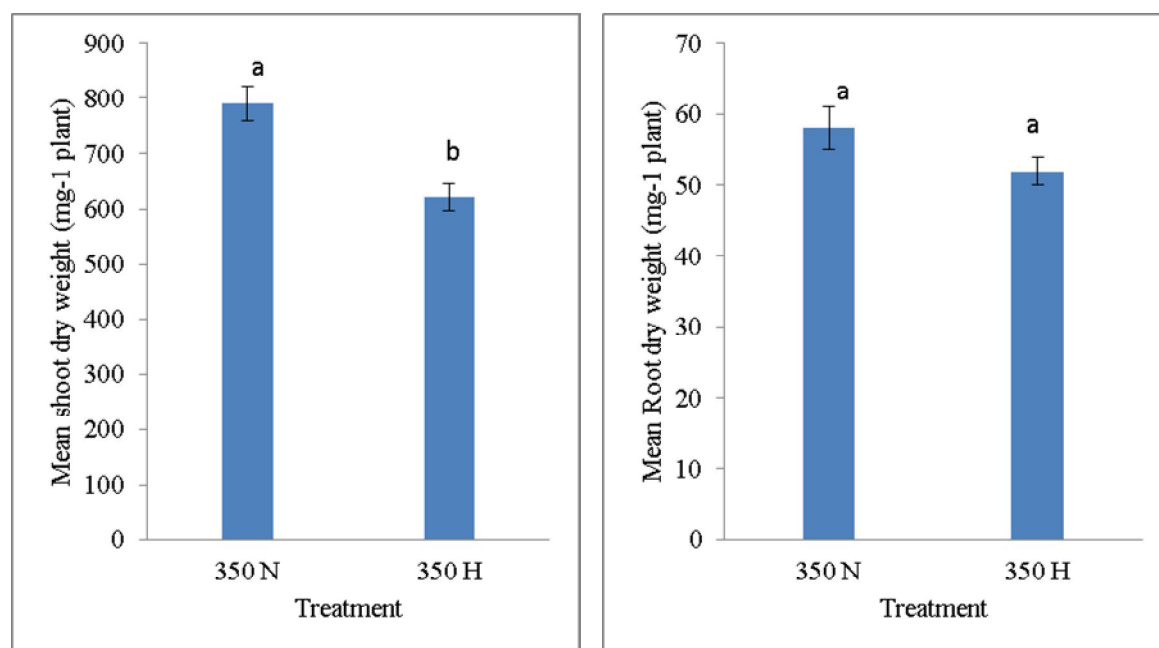 Mean shoot dry weight (mg-1 plant)
900
800
700
600
500
400
300
200
100
0
a
b
350 N 350 H
Treatment
Mean Root dry weight (mg-1 plant)
70
60
50
40
30
20
10
0
a
a
350 N 350 H
Treatment